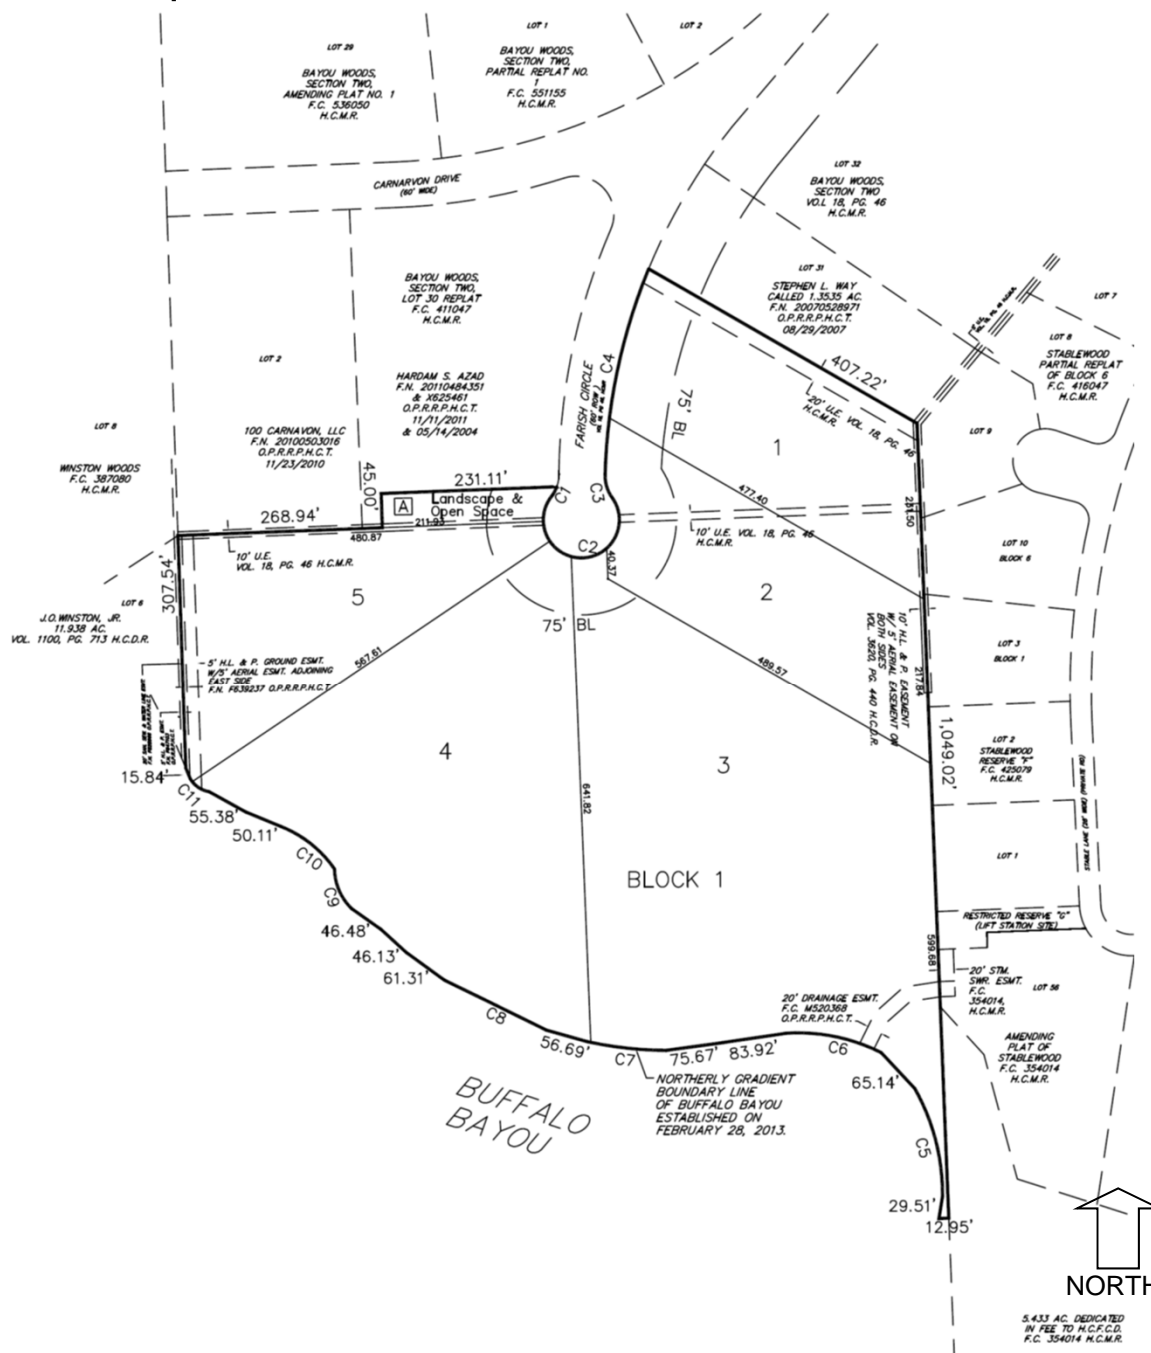 LOT 29
BAYOU WOODS,
SECTION TWO,
AMENDING PLAT NO. 1
F.C. 536050
H.C.M.R.
LOT 1
BAYOU WOODS,
SECTION TWO,
PARTIAL REPLAT NO.
1
F.C. 551155
H.C.M.R.
LOT 2
CARNARVON DRIVE
(60' WIDE)
LOT 32
BAYOU WOODS,
SECTION TWO
VO.L 18, PG. 46
H.C.M.R.
LOT 31
STEPHEN L. WAY
CALLED 1.3535 AC.
F.N. 20070528971
O.P.R.R.P.H.C.T.
08/29/2007
LOT 7
LOT 8
STABLEWOOD
PARTIAL REPLAT
OF BLOCK 6
F.C. 416047
H.C.M.R.
BAYOU WOODS,
SECTION TWO,
LOT 30 REPLAT
F.C. 411047
H.C.M.R.
LOT 2
HARDAM S. AZAD
F.N. 20110484351
& X625461
O.P.R.R.P.H.C.T.
11/11/2011
& 05/14/2004
100 CARNAVON, LLC
F.N. 20100503016
O.P.R.R.P.H.C.T.
11/23/2010
LOT 8
WINSTON WOODS
F.C. 387080
H.C.M.R.
FARISH CIRCLE
C4
75' BL
407.22'
20' U.E. VOL. 18, PG. 46
H.C.M.R.
1
LOT 9
45.00'
231.11'
A
Landscape &
Open Space
211.93
268.94'
480.87
C1
C3
C2
477.40
221.50
10' U.E. VOL. 18, PG. 46
H.C.M.R.
10' U.E.
VOL. 18, PG. 46 H.C.M.R.
LOT 10
BLOCK 6
307.54'
5
40.37
2
75' BL
LOT 6
J.O.WINSTON, JR.
11.938 AC.
VOL. 1100, PG. 713 H.C.D.R.
5' H.L. & P. GROUND ESMT.
W/5' AERIAL ESMT. ADJOINING
EAST SIDE
F.N. F639237 O.P.R.R.P.H.C.T.
567.61
489.57
10' H.L. & P. EASEMENT
W/ 5' AERIAL EASEMENT ON
BOTH SIDES
VOL. 3620, PG. 440 H.C.D.R.
217.84
LOT 3
BLOCK 1
1,049.02'
LOT 2
STABLEWOOD
RESERVE "F"
F.C. 425079
H.C.M.R.
4
3
641.82
15.84'
C11
55.38'
50.11'
C10
C9
BLOCK 1
LOT 1
RESTRICTED RESERVE "G"
(LIFT STATION SITE)
46.48'
46.13'
61.31'
599.681
20' STM.
SWR. ESMT.
F.C.
354014,
H.C.M.R.
LOT 56
20' DRAINAGE ESMT.
F.C. M520368
O.P.R.R.P.H.C.T.
C8
56.69'
C7
75.67'
83.92'
C6
65.14'
AMENDING
PLAT OF
STABLEWOOD
F.C. 354014
H.C.M.R.
BUFFALO
BAYOU
NORTHERLY GRADIENT
BOUNDARY LINE
OF BUFFALO BAYOU
ESTABLISHED ON
FEBRUARY 28, 2013.
C5
29.51'
12.95'
NORTH
5.433 AC. DEDICATED
IN FEE TO H.C.F.C.D.
F.C. 354014 H.C.M.R.